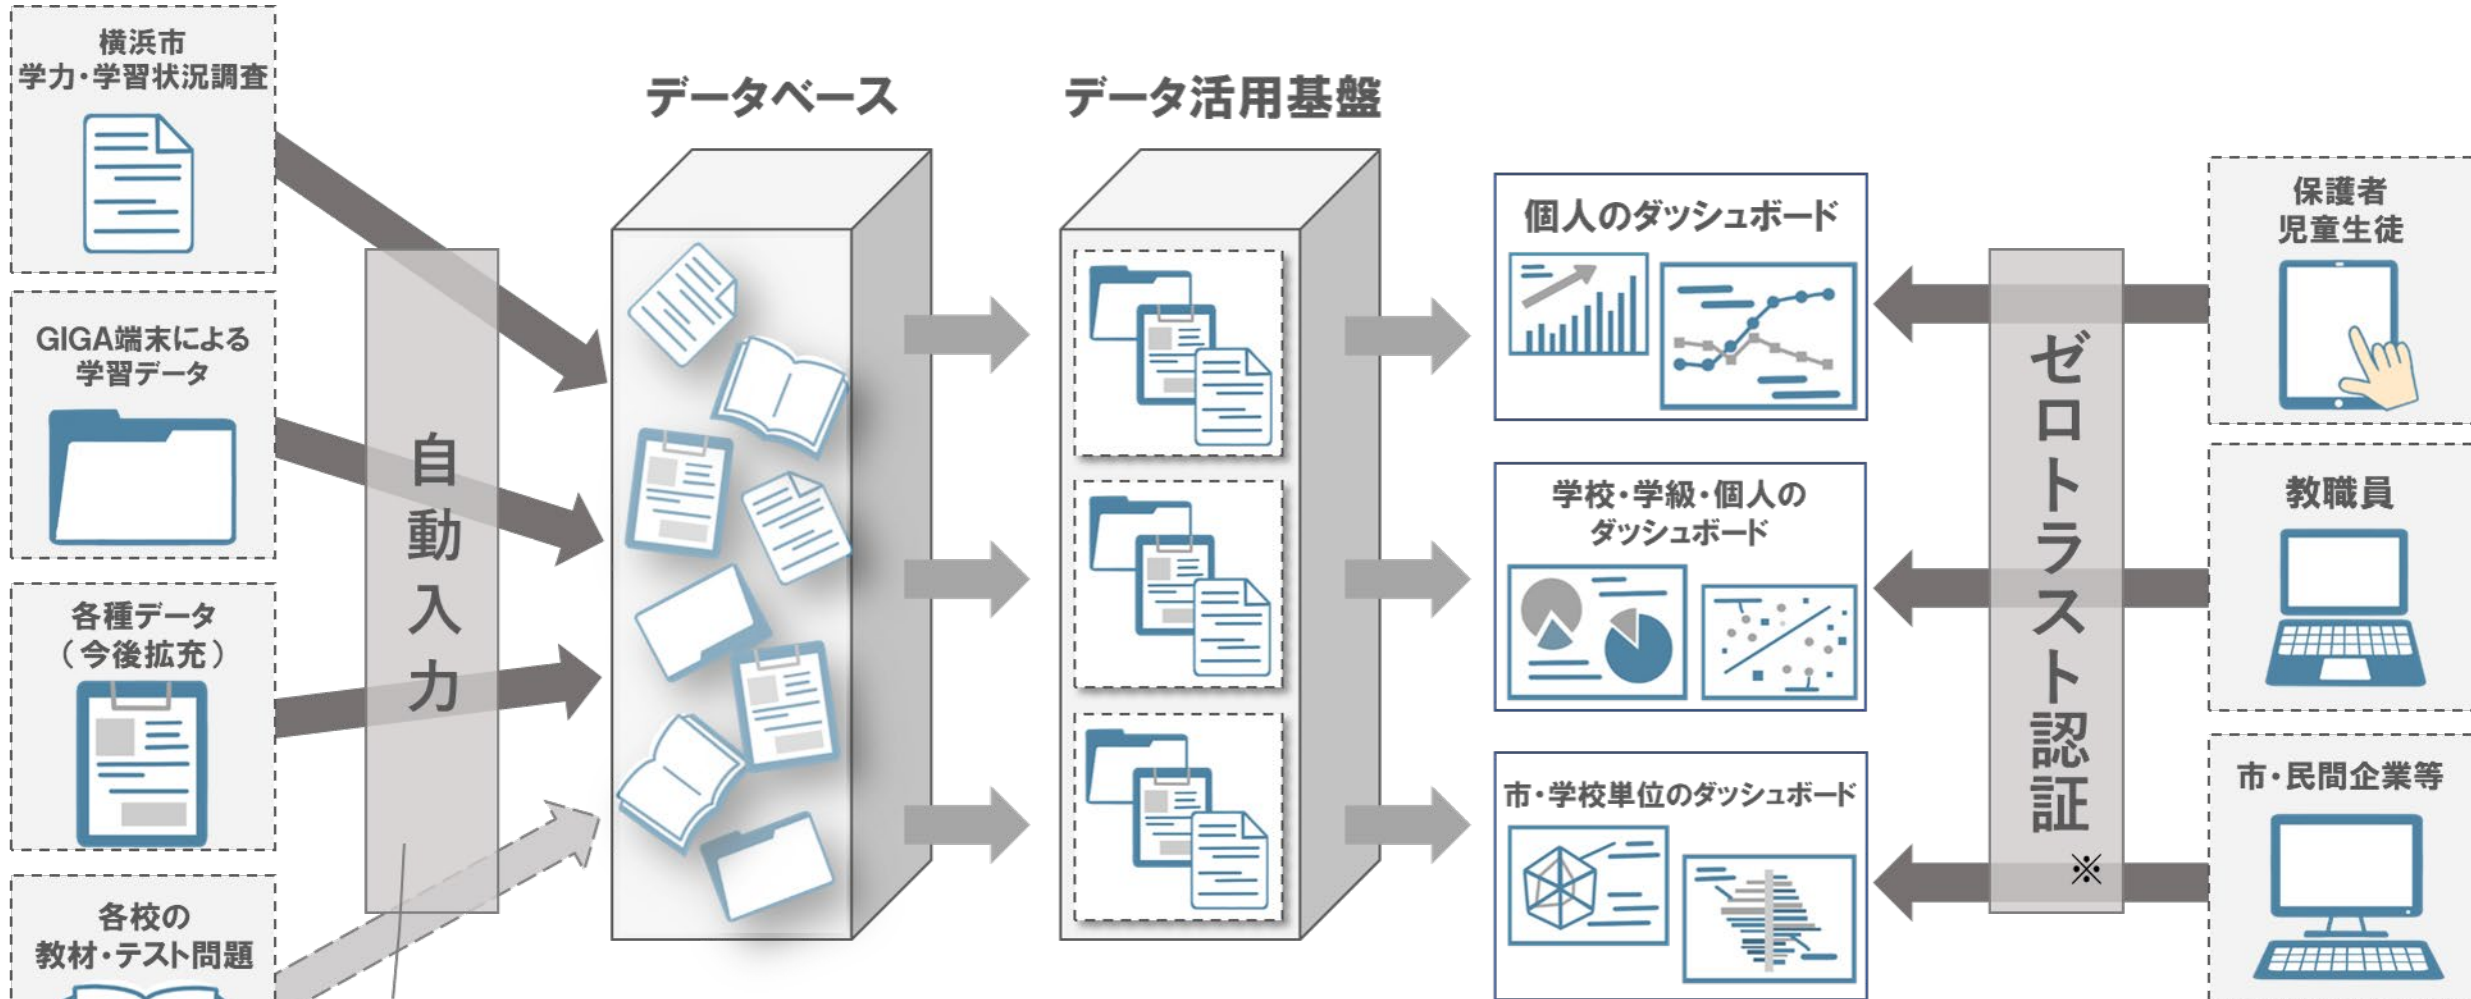 横浜市
学力・学習状況調査
GIGA端末による
学習データ
各種データ
（今後拡充）
各校の
教材・テスト問題
自動入力
データベース
データ活用基盤
個人のダッシュボード
学校・学級・個人の
ダッシュボード
市・学校単位のダッシュボード
ゼロトラスト認証
※
保護者
児童生徒
教職員
市・民間企業等